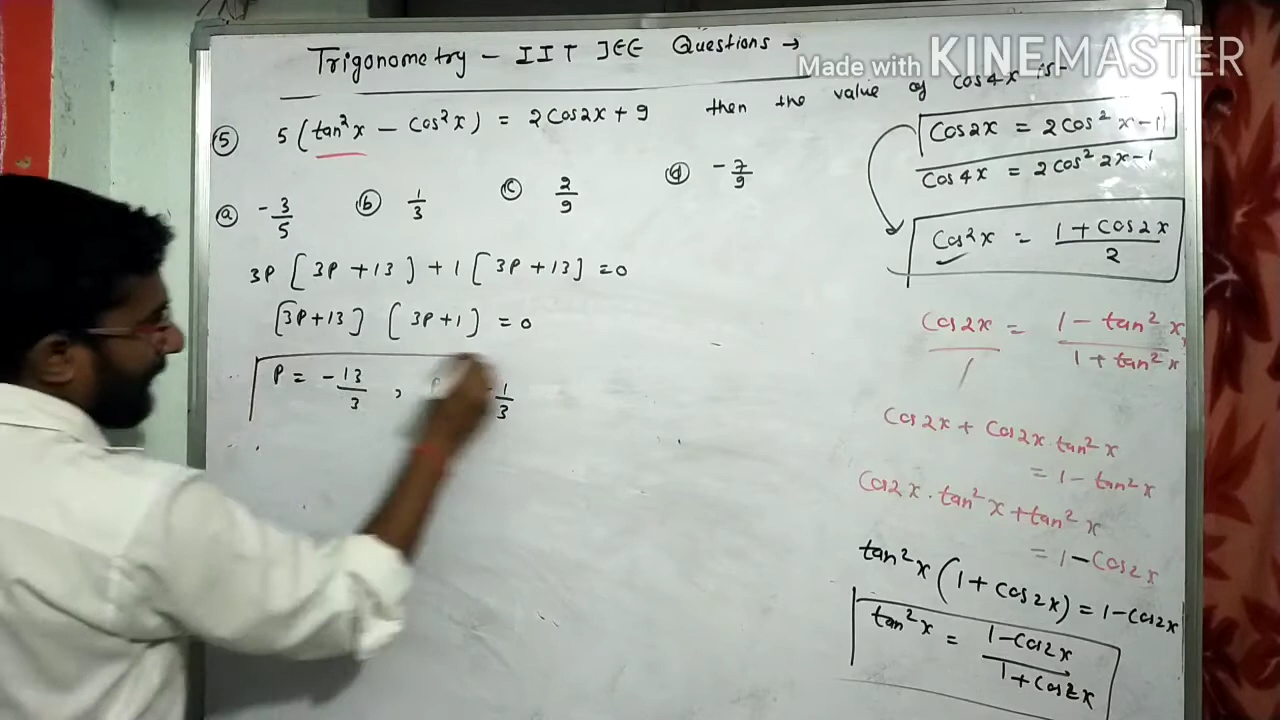 Trigonometry - IIT JEE Questions →
Made with KINEMASTER
⑤ 5 (tan²x - cos²x) = 2cos2x + 9 then the value of cos4x is -
ⓐ -3/5 ⓑ 1/3 ⓒ 2/9 ⓓ -7/9
3P [3P + 13] + 1 [3P + 13] = 0
[3P + 13] [3P + 1] = 0
P = -13/3 , -1/3
cos2x = 2cos²x - 1
cos4x = 2cos²2x - 1
cos²x = 1 + cos2x / 2
cos2x / 1 = 1 - tan²x / 1 + tan²x
cos2x + cos2x tan²x
= 1 - tan²x
cos2x · tan²x + tan²x
= 1 - cos2x
tan²x (1 + cos2x) = 1 - cos2x
tan²x = 1 - cos2x / 1 + cos2x